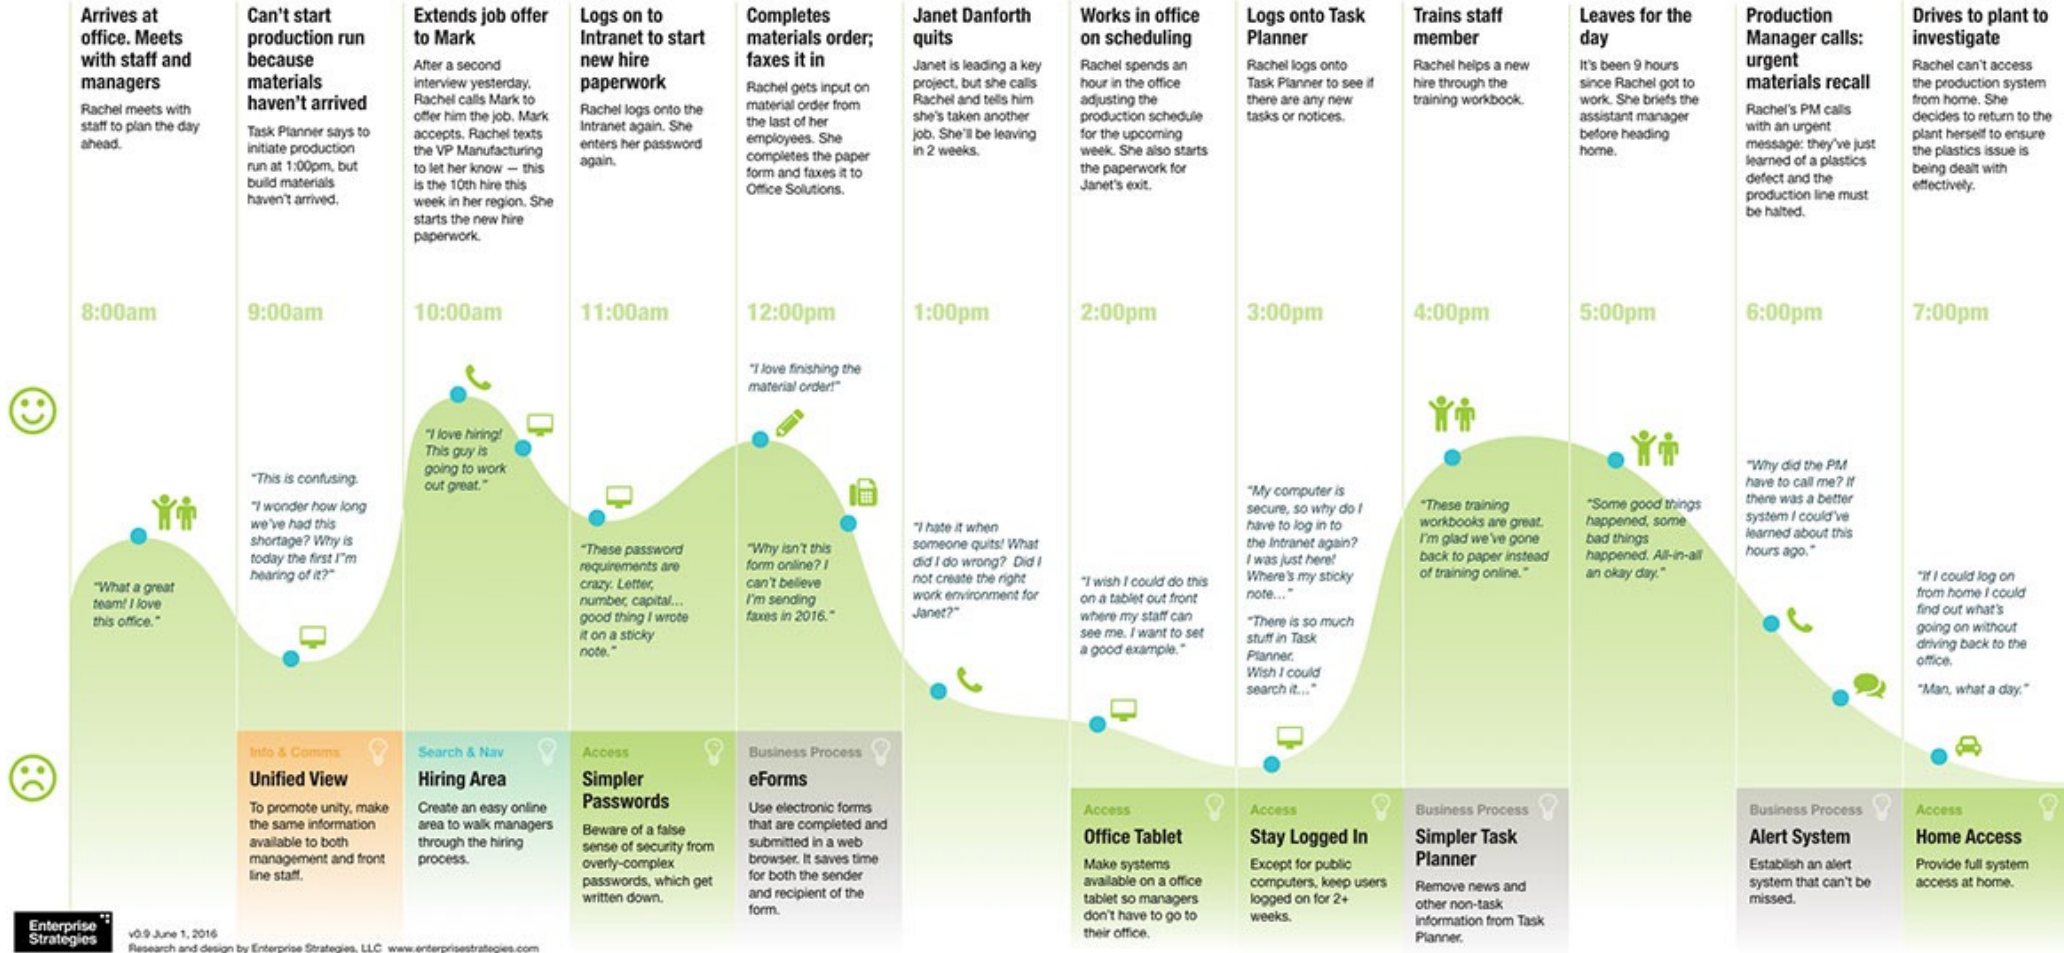 Arrives at
office. Meets
with staff and
managers
Rachel meets with
staff to plan the day
ahead.
Can't start
production run
because
materials
haven't arrived
Task Planner says to
initiate production
run at 1:00pm, but
build materials
haven't arrived.
Extends job offer
to Mark
After a second
interview yesterday,
Rachel calls Mark to
offer him the job. Mark
accepts. Rachel texts
the VP Manufacturing
to let her know — this
is the 10th hire this
week in her region. She
starts the new hire
paperwork.
Logs on to
Intranet to start
new hire
paperwork
Rachel logs onto the
Intranet again. She
enters her password
again.
Completes
materials order;
faxes it in
Rachel gets input on
material order from
the last of her
employees. She
completes the paper
form and faxes it to
Office Solutions.
Janet Danforth
quits
Janet is leading a key
project, but she calls
Rachel and tells him
she's taken another
job. She'll be leaving
in 2 weeks.
Works in office
on scheduling
Rachel spends an
hour in the office
adjusting the
production schedule
for the upcoming
week. She also starts
the paperwork for
Janet's exit.
Logs onto Task
Planner
Rachel logs onto
Task Planner to see if
there are any new
tasks or notices.
Trains staff
member
Rachel helps a new
hire through the
training workbook.
Leaves for the
day
It's been 9 hours
since Rachel got to
work. She briefs the
assistant manager
before heading
home.
Production
Manager calls:
urgent
materials recall
Rachel's PM calls
with an urgent
message: they've just
learned of a plastics
defect and the
production line must
be halted.
Drives to plant to
investigate
Rachel can't access
the production system
from home. She
decides to return to the
plant herself to ensure
the plastics issue is
being dealt with
effectively.
8:00am
9:00am
10:00am
11:00am
12:00pm
1:00pm
2:00pm
3:00pm
4:00pm
5:00pm
6:00pm
7:00pm
"What a great
team! I love
this office."
"This is confusing.
"I wonder how long
we've had this
shortage? Why is
today the first I"m
hearing of it?"
"I love hiring!
This guy is
going to work
out great."
"These password
requirements are
crazy. Letter,
number, capital...
good thing I wrote
it on a sticky
note."
"I love finishing the
material order!"
"Why isn't this
form online? I
can't believe
I'm sending
faxes in 2016."
"I hate it when
someone quits! What
did I do wrong? Did I
not create the right
work environment for
Janet?"
"I wish I could do this
on a tablet out front
where my staff can
see me. I want to set
a good example."
"My computer is
secure, so why do I
have to log in to
the Intranet again?
I was just here!
Where's my sticky
note..."
"There is so much
stuff in Task
Planner.
Wish I could
search it..."
"These training
workbooks are great.
I'm glad we've gone
back to paper instead
of training online."
"Some good things
happened, some
bad things
happened. All-in-all
an okay day."
"Why did the PM
have to call me? If
there was a better
system I could've
learned about this
hours ago."
"If I could log on
from home I could
find out what's
going on without
driving back to the
office.
"Man, what a day."
Info & Comms
Unified View
To promote unity, make
the same information
available to both
management and front
line staff.
Search & Nav
Hiring Area
Create an easy online
area to walk managers
through the hiring
process.
Access
Simpler
Passwords
Beware of a false
sense of security from
overly-complex
passwords, which get
written down.
Business Process
eForms
Use electronic forms
that are completed and
submitted in a web
browser. It saves time
for both the sender
and recipient of the
form.
Access
Office Tablet
Make systems
available on a office
tablet so managers
don't have to go to
their office.
Access
Stay Logged In
Except for public
computers, keep users
logged on for 2+
weeks.
Business Process
Simpler Task
Planner
Remove news and
other non-task
information from Task
Planner.
Business Process
Alert System
Establish an alert
system that can't be
missed.
Access
Home Access
Provide full system
access at home.
Enterprise
Strategies
v0.9 June 1, 2016
Research and design by Enterprise Strategies, LLC www.enterprisestrategies.com